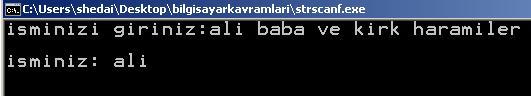 C:\Users\shedai\Desktop\bilgisayarkavramlari\strscanf.exe
isminizi giriniz:ali baba ve kirk haramiler
isminiz: ali